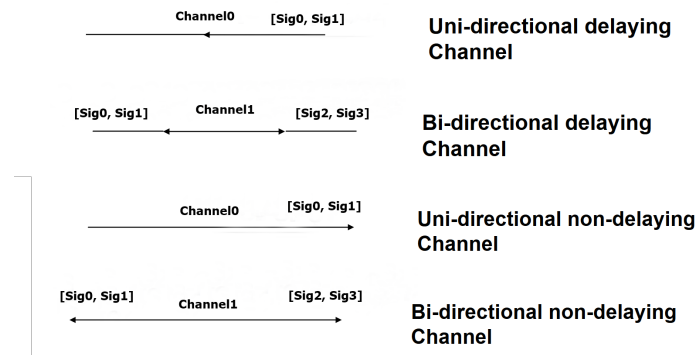 Channel0 [Sig0, Sig1]
Uni-directional delaying
Channel
[Sig0, Sig1] Channel1 [Sig2, Sig3]
Bi-directional delaying
Channel
Channel0 [Sig0, Sig1]
Uni-directional non-delaying
Channel
[Sig0, Sig1] Channel1 [Sig2, Sig3]
Bi-directional non-delaying
Channel